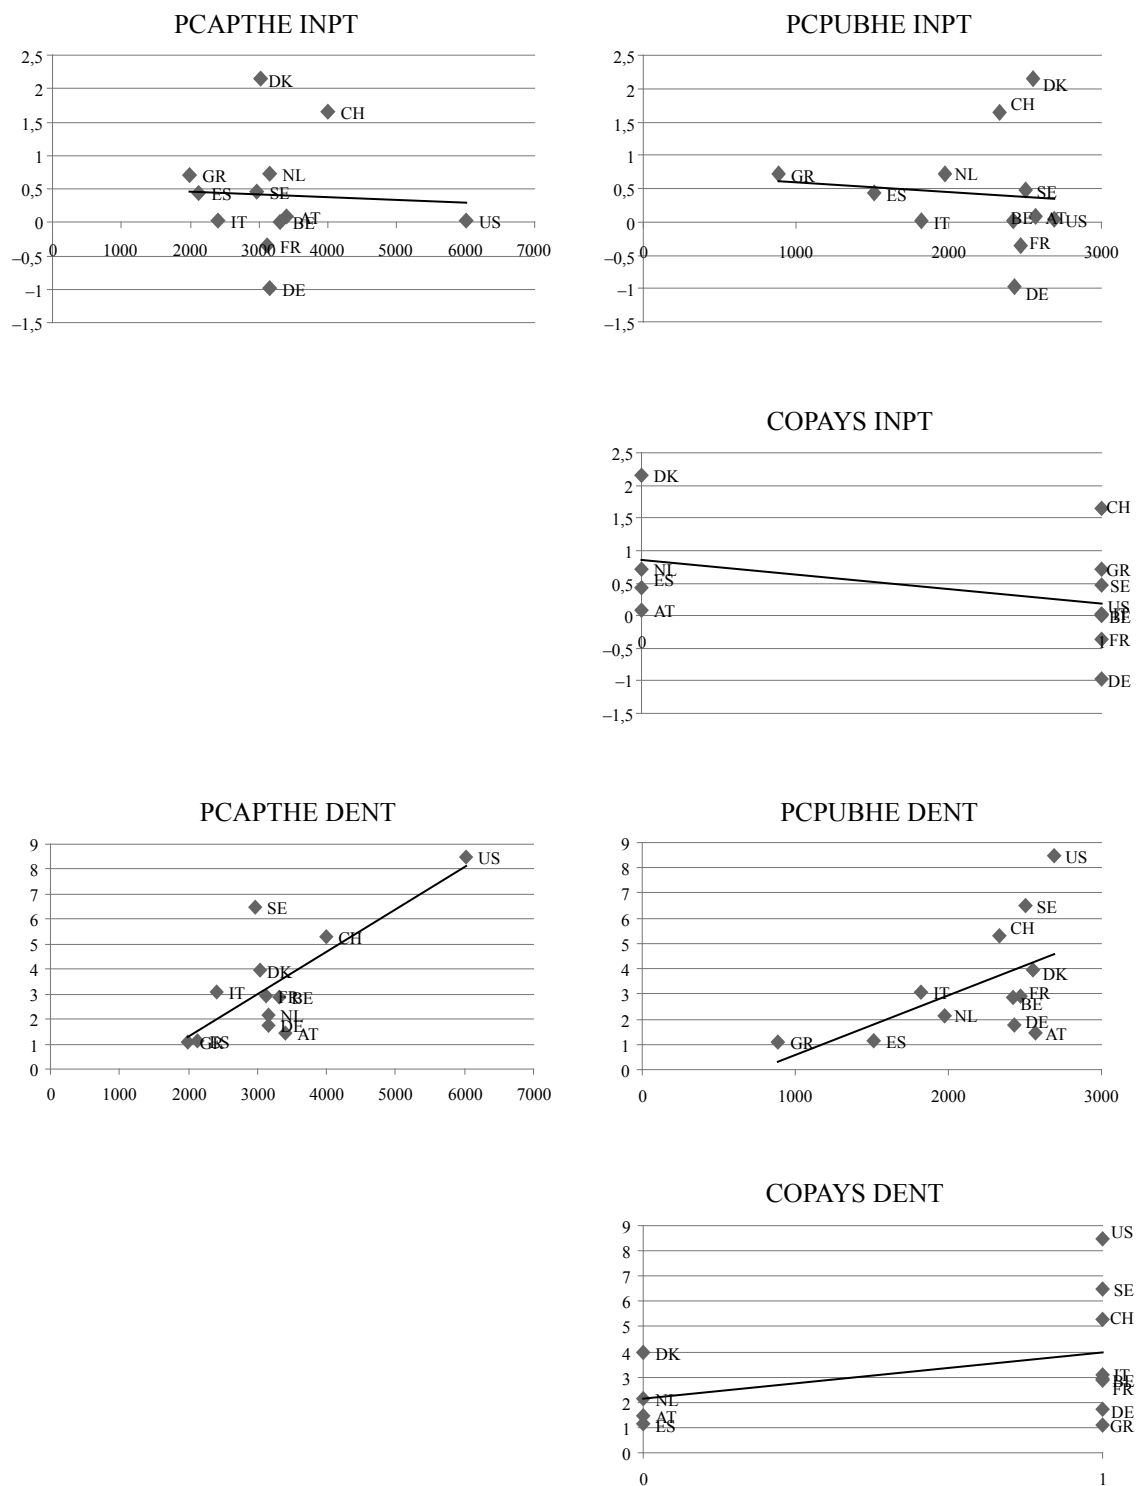 PCAPTHE INPT
2,5
2
1,5
1
0,5
0
–0,5
–1
–1,5
0 1000 2000 3000 4000 5000 6000 7000
DK
CH
GR
NL
ES
SE
IT
AT
BE
US
FR
DE
PCPUBHE INPT
2,5
2
1,5
1
0,5
0
–0,5
–1
–1,5
0 1000 2000 3000
DK
CH
GR
NL
ES
SE
IT
BE
AT
US
FR
DE
COPAYS INPT
2,5
2
1,5
1
0,5
0
–0,5
–1
–1,5
0 1
DK
CH
NL
ES
GR
SE
AT
US
IT
BE
FR
DE
PCAPTHE DENT
9
8
7
6
5
4
3
2
1
0
0 1000 2000 3000 4000 5000 6000 7000
US
SE
CH
DK
IT
FR
BE
NL
DE
AT
GR
ES
PCPUBHE DENT
9
8
7
6
5
4
3
2
1
0
0 1000 2000 3000
US
SE
CH
DK
IT
FR
BE
NL
DE
AT
GR
ES
COPAYS DENT
9
8
7
6
5
4
3
2
1
0
0 1
US
SE
CH
DK
IT
BE
FR
NL
AT
ES
DE
GR